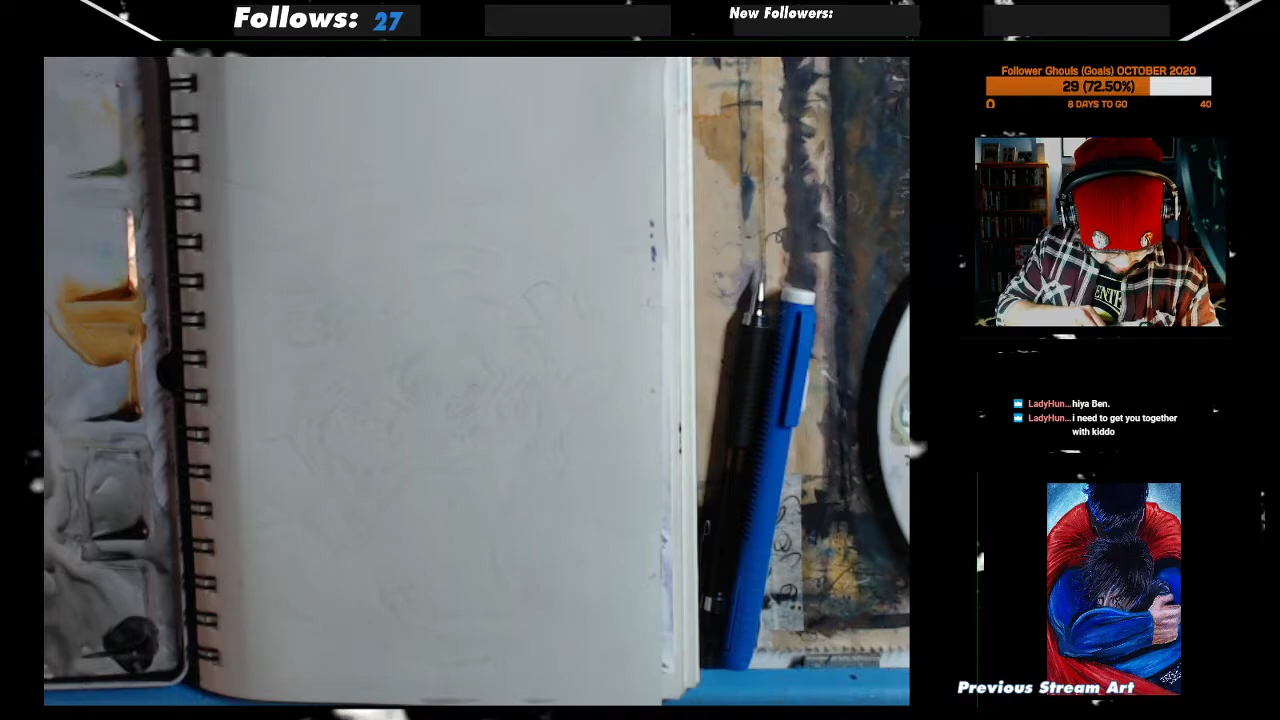 Follows: 27
New Followers:
Follower Ghouls (Goals) OCTOBER 2020
29 (72.50%)
0 8 DAYS TO GO 40
ENTH
LadyHun... hiya Ben.
LadyHun... i need to get you together
with kiddo
Previous Stream Art